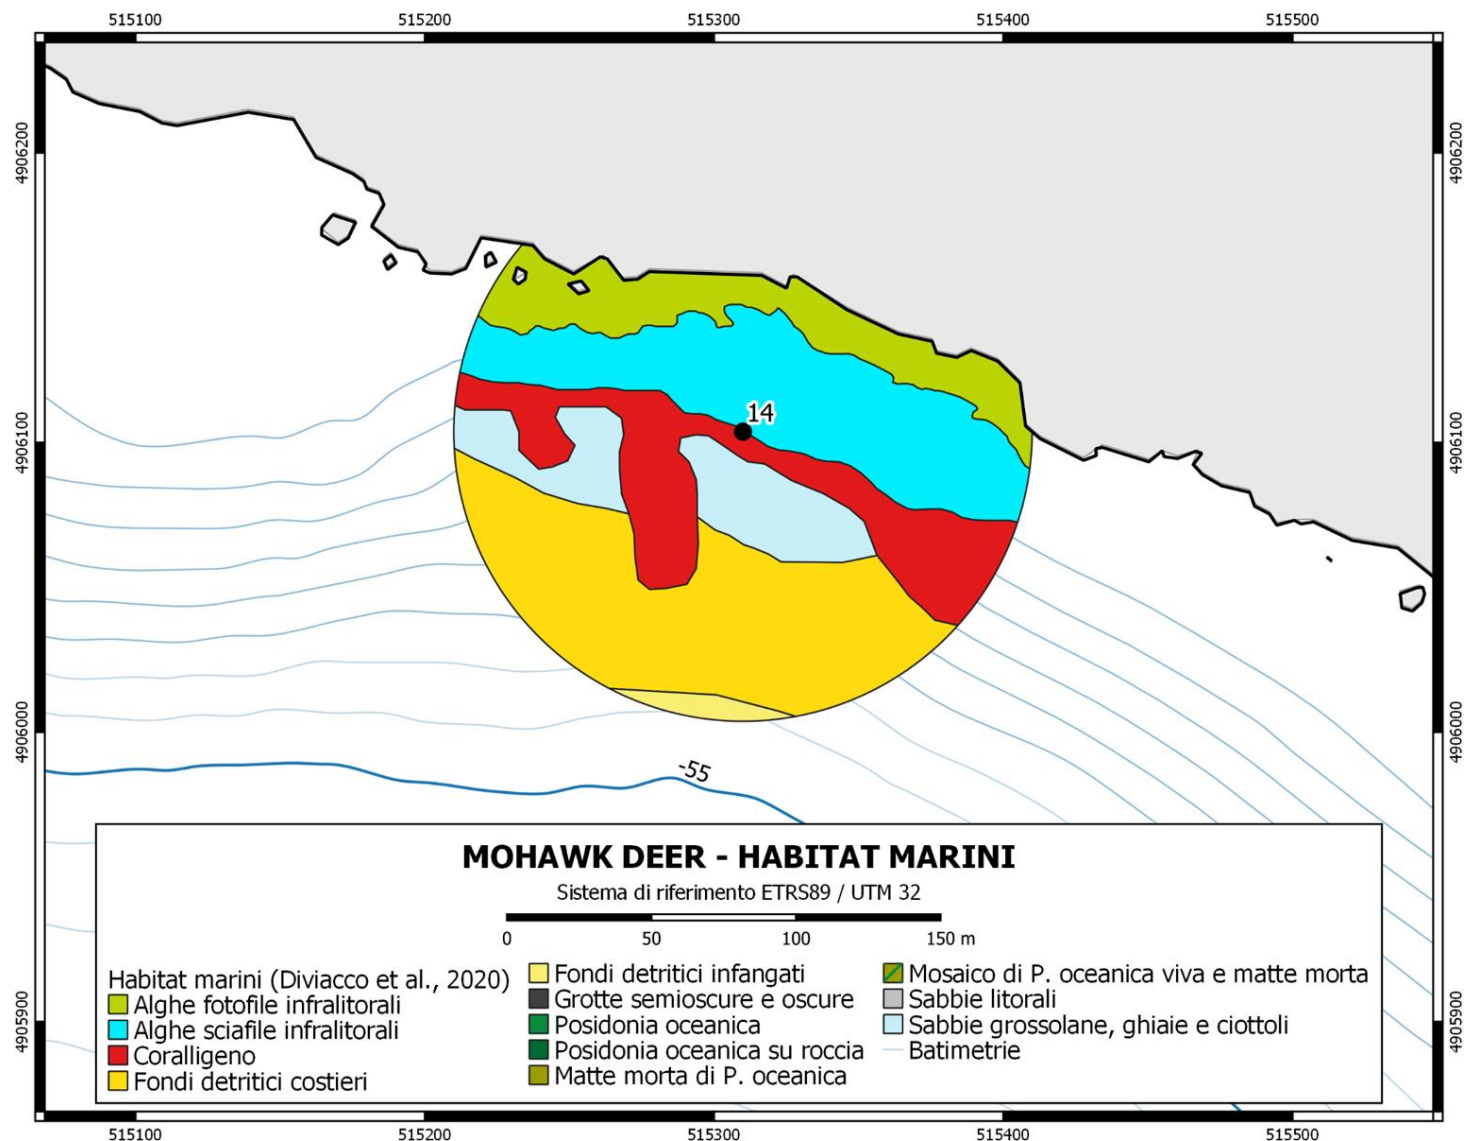 515100 515200 515300 515400 515500
4906200 4906200
14
4906100 4906100
4906000 4906000
-55
MOHAWK DEER - HABITAT MARINI
Sistema di riferimento ETRS89 / UTM 32
0 50 100 150 m
Habitat marini (Diviacco et al., 2020)
Alghe fotofile infralitorali
Alghe sciafile infralitorali
Coralligeno
Fondi detritici costieri
Fondi detritici infangati
Grotte semioscure e oscure
Posidonia oceanica
Posidonia oceanica su roccia
Matte morta di P. oceanica
Mosaico di P. oceanica viva e matte morta
Sabbie litorali
Sabbie grossolane, ghiaie e ciottoli
Batimetrie
4905900 4905900
515100 515200 515300 515400 515500